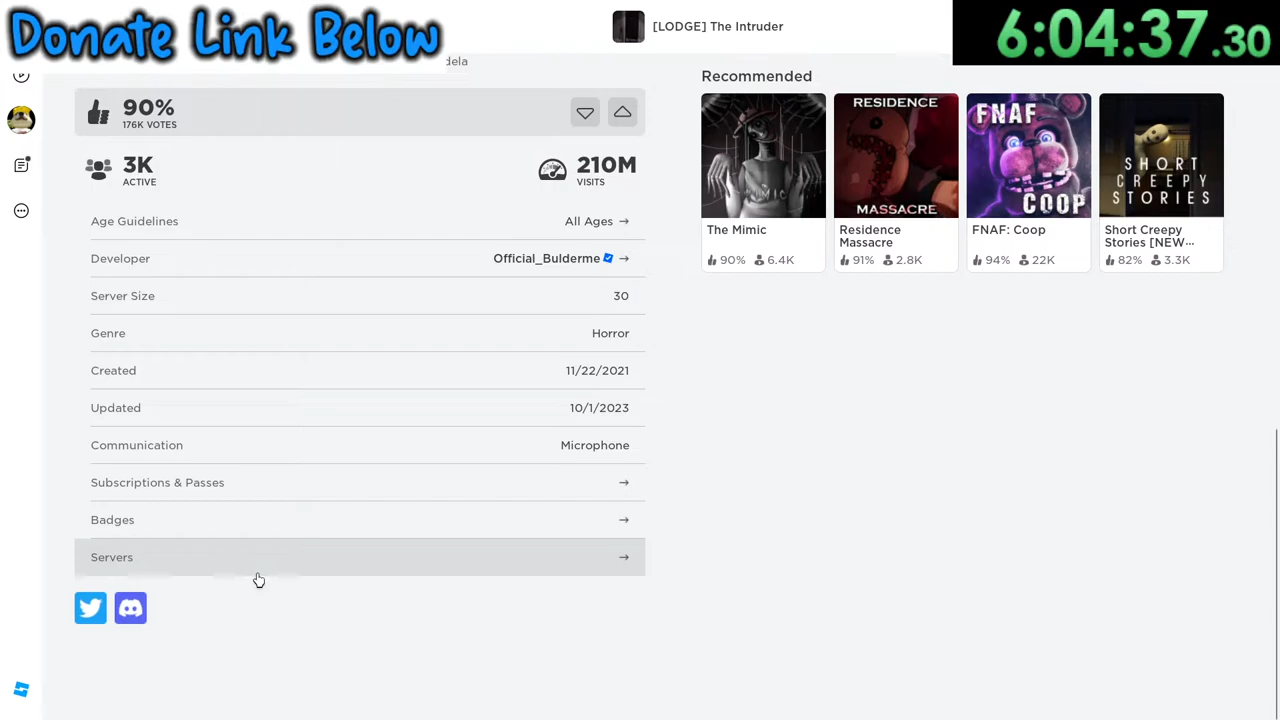 Donate Link Below
[LODGE] The Intruder
6:04:37.30
dela
90%
176K VOTES
3K
ACTIVE
210M
VISITS
Age Guidelines All Ages →
Developer Official_Bulderme →
Server Size 30
Genre Horror
Created 11/22/2021
Updated 10/1/2023
Communication Microphone
Subscriptions & Passes →
Badges →
Servers →
Recommended
MIMIC
The Mimic
90% 6.4K
RESIDENCE
MASSACRE
Residence
Massacre
91% 2.8K
FNAF
COOP
FNAF: Coop
94% 22K
SHORT
CREEPY
STORIES
Short Creepy
Stories [NEW...
82% 3.3K